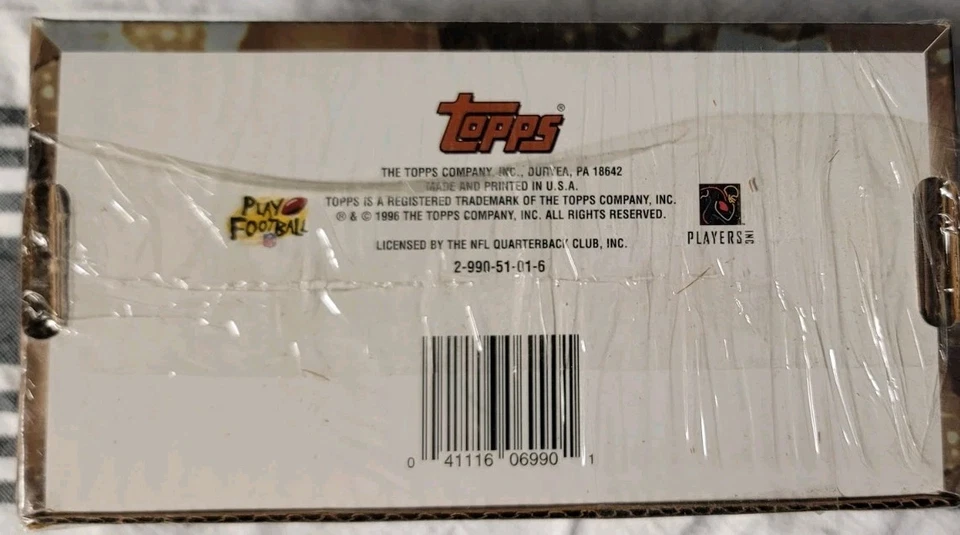 Topps®
THE TOPPS COMPANY, INC., DURYEA, PA 18642
MADE AND PRINTED IN U.S.A.
TOPPS IS A REGISTERED TRADEMARK OF THE TOPPS COMPANY, INC.
® & © 1996 THE TOPPS COMPANY, INC. ALL RIGHTS RESERVED.
PLAY
FOOTBALL
PLAYERS INC
LICENSED BY THE NFL QUARTERBACK CLUB, INC.
2-990-51-01-6
0 41116 06990 1